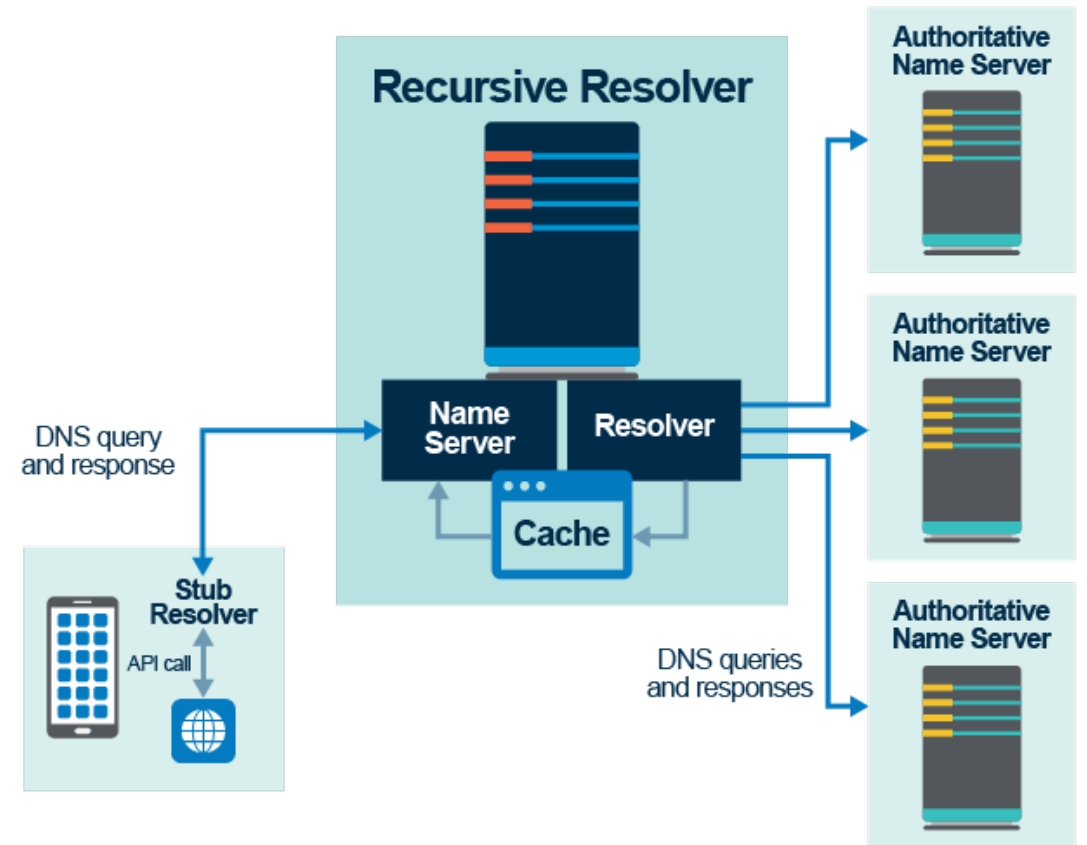 Recursive Resolver
Name
Server
Resolver
Cache
DNS query
and response
Stub
Resolver
API call
DNS queries
and responses
Authoritative
Name Server
Authoritative
Name Server
Authoritative
Name Server